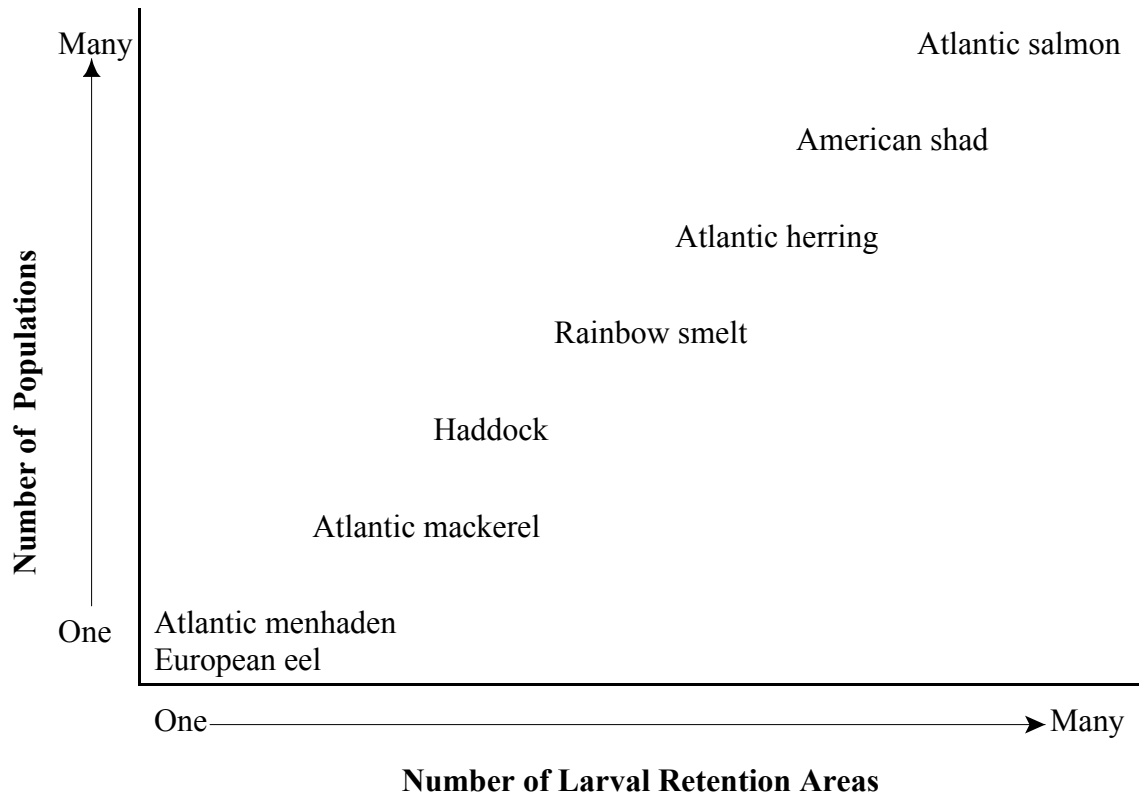 Many
Atlantic salmon
American shad
Atlantic herring
Rainbow smelt
Haddock
Atlantic mackerel
Number of Populations
One
Atlantic menhaden
European eel
One
Many
Number of Larval Retention Areas